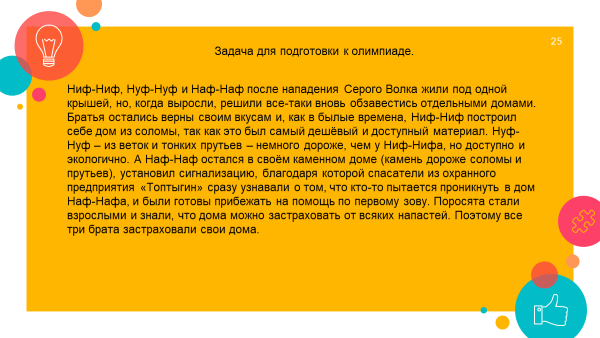 25
Задача для подготовки к олимпиаде.
Ниф-Ниф, Нуф-Нуф и Наф-Наф после нападения Серого Волка жили под одной
крышей, но, когда выросли, решили все-таки вновь обзавестись отдельными домами.
Братья остались верны своим вкусам и, как в былые времена, Ниф-Ниф построил
себе дом из соломы, так как это был самый дешёвый и доступный материал. Нуф-
Нуф – из веток и тонких прутьев – немного дороже, чем у Ниф-Нифа, но доступно и
экологично. А Наф-Наф остался в своём каменном доме (камень дороже соломы и
прутьев), установил сигнализацию, благодаря которой спасатели из охранного
предприятия «Топтыгин» сразу узнавали о том, что кто-то пытается проникнуть в дом
Наф-Нафа, и были готовы прибежать на помощь по первому зову. Поросята стали
взрослыми и знали, что дома можно застраховать от всяких напастей. Поэтому все
три брата застраховали свои дома.